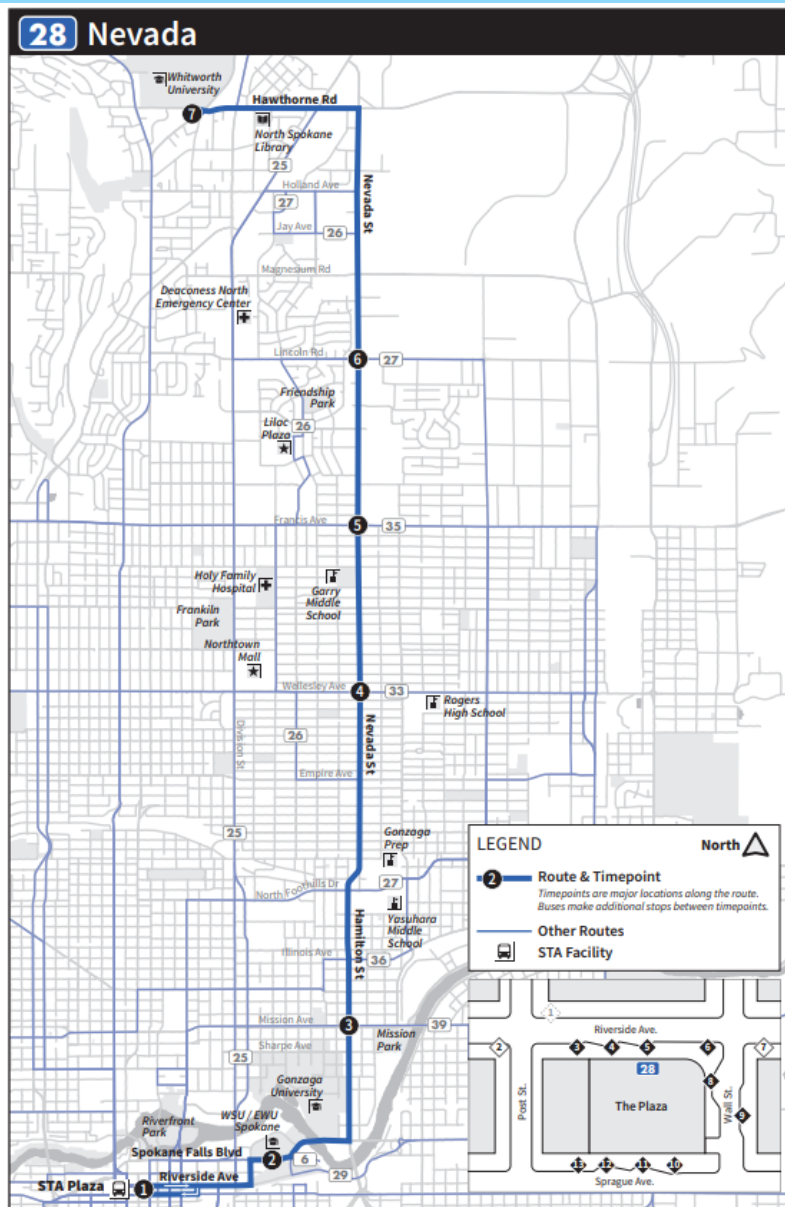 28 Nevada
Whitworth
University
7
Hawthorne Rd
North Spokane
Library
25
Holland Ave
27
Nevada St
Jay Ave
26
Magnesium Rd
Deaconess North
Emergency Center
Lincoln Rd
6
27
Friendship
Park
Lilac
Plaza
26
Francis Ave
5
35
Holy Family
Hospital
Garry
Middle
School
Frankiln
Park
Northtown
Mall
Wellesley Ave
4
33
Rogers
High School
Division St
26
Nevada St
Empire Ave
25
Gonzaga
Prep
North Foothills Dr
27
Yasuhara
Middle
School
Hamilton St
Illinois Ave
36
Mission Ave
3
39
Mission
Park
Sharpe Ave
25
Gonzaga
University
WSU / EWU
Spokane
Riverfront
Park
Spokane Falls Blvd
2
6
29
Riverside Ave
STA Plaza
1
LEGEND
North
2
Route & Timepoint
Timepoints are major locations along the route.
Buses make additional stops between timepoints.
Other Routes
STA Facility
1
Riverside Ave.
2
3
4
5
6
7
28
8
Post St.
The Plaza
Wall St.
9
13
12
11
10
Sprague Ave.